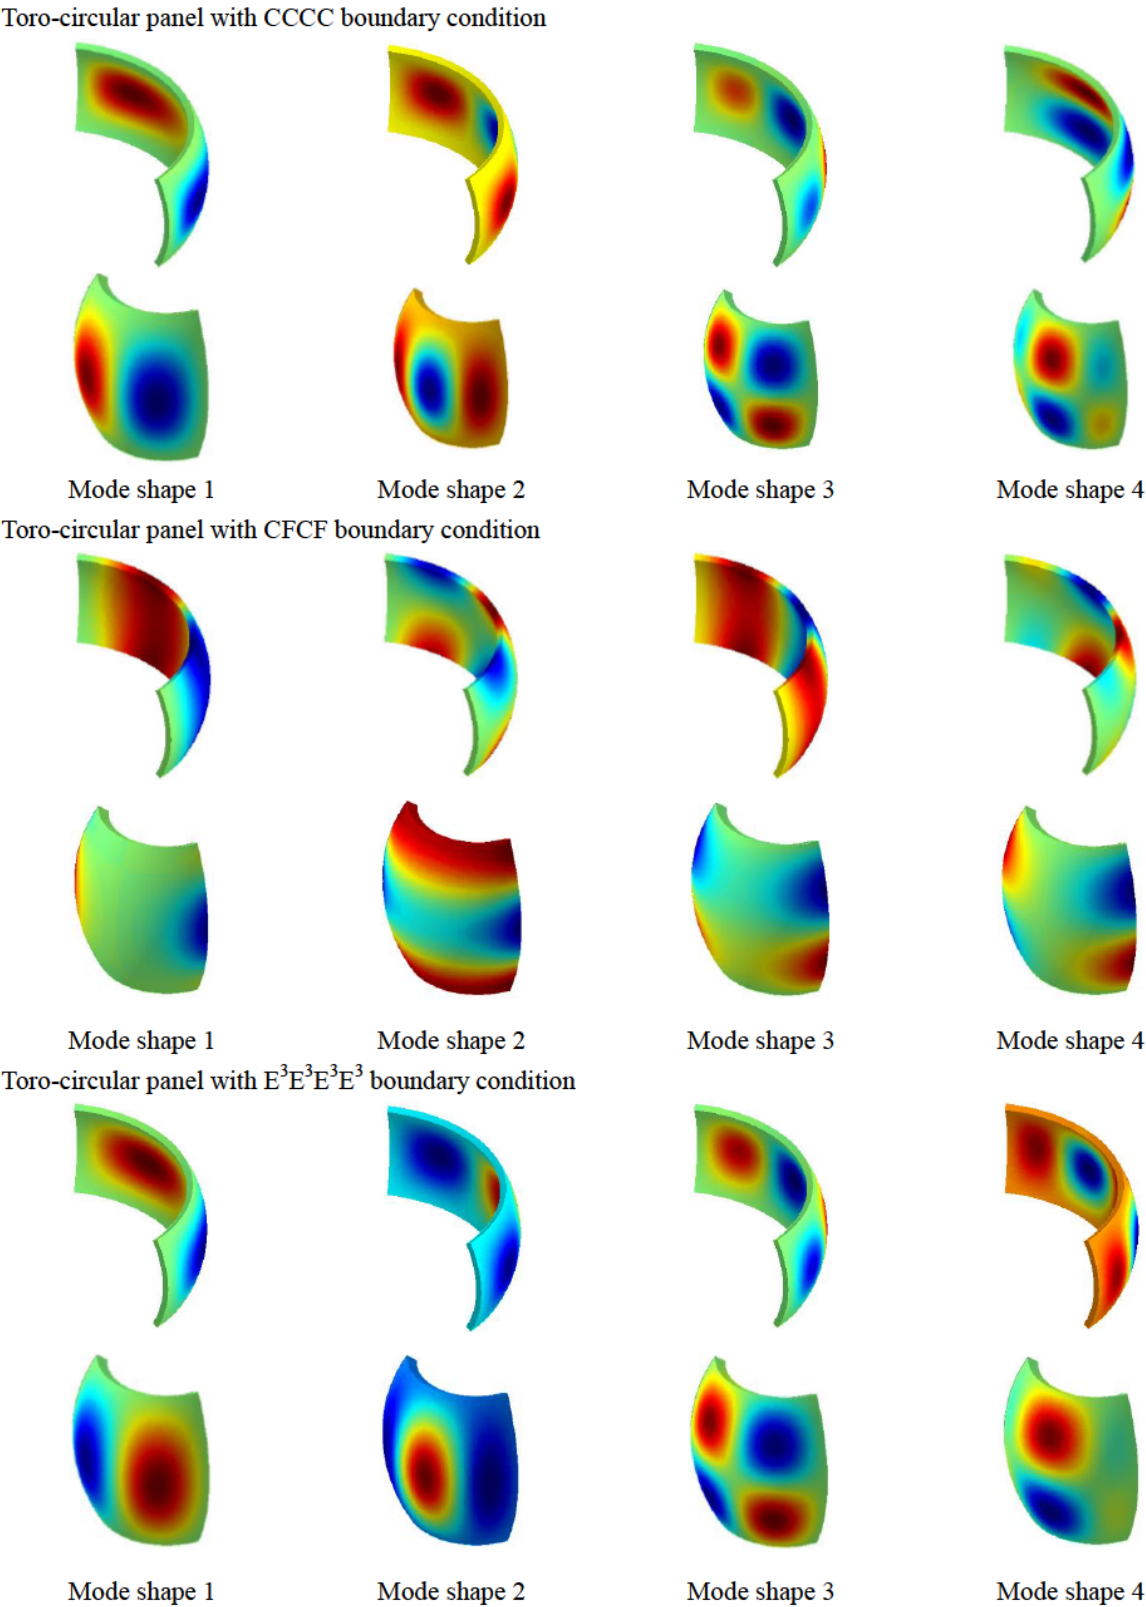 Toro-circular panel with CCCC boundary condition
Mode shape 1 Mode shape 2 Mode shape 3 Mode shape 4
Toro-circular panel with CFCF boundary condition
Mode shape 1 Mode shape 2 Mode shape 3 Mode shape 4
Toro-circular panel with E³E³E³E³ boundary condition
Mode shape 1 Mode shape 2 Mode shape 3 Mode shape 4